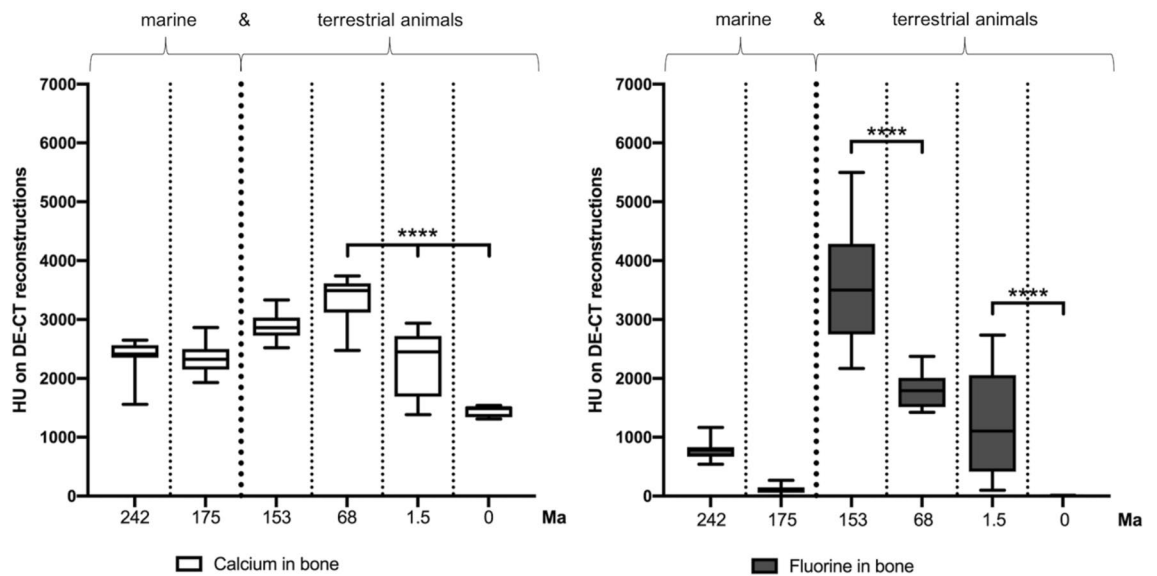 marine & terrestrial animals
7000
6000
5000
4000
3000
2000
1000
0
HU on DE-CT reconstructions
****
242 175 153 68 1.5 0 Ma
Calcium in bone
marine & terrestrial animals
7000
6000
5000
4000
3000
2000
1000
0
HU on DE-CT reconstructions
****
****
242 175 153 68 1.5 0 Ma
Fluorine in bone